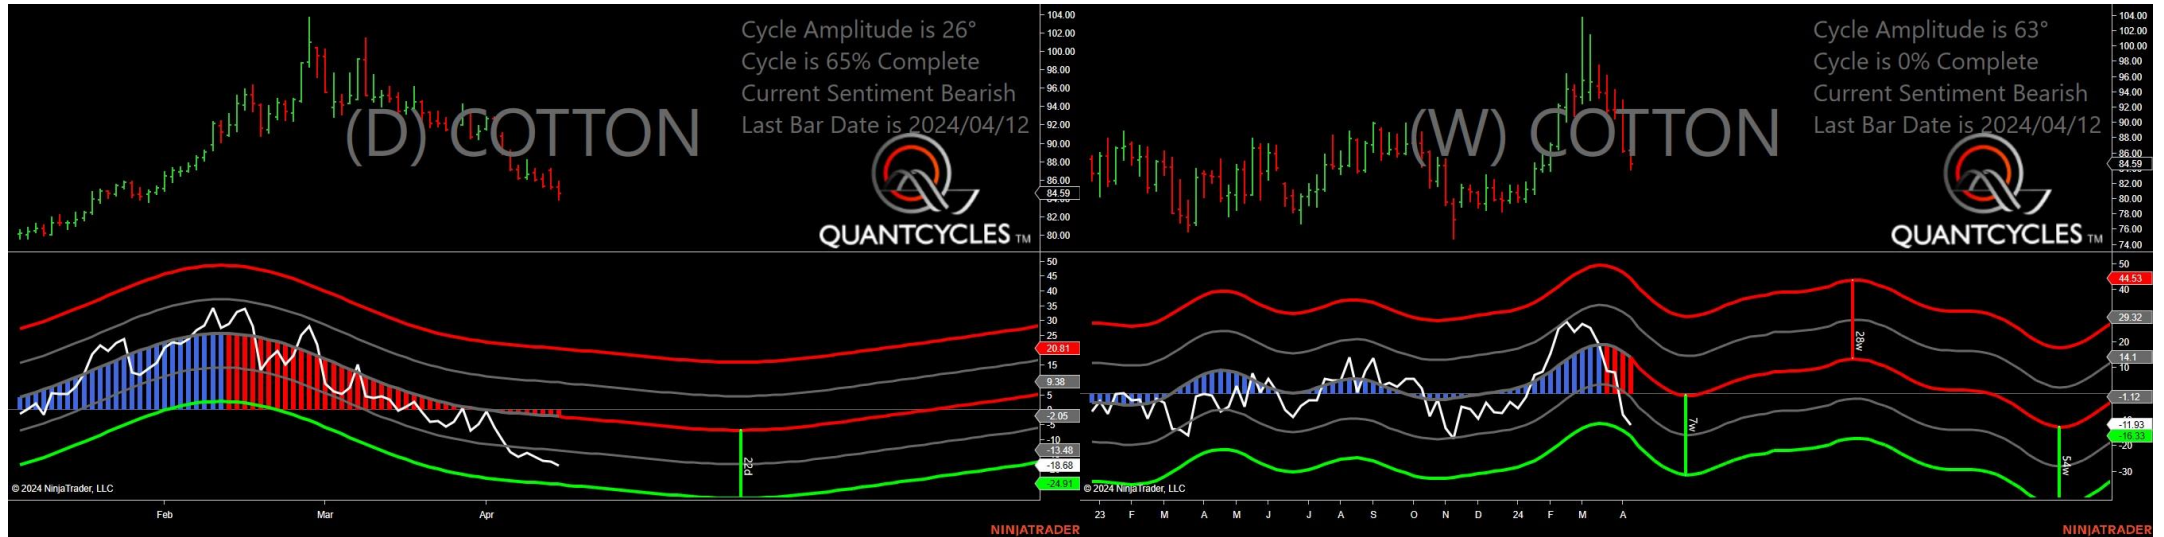 Cycle Amplitude is 26°
Cycle is 65% Complete
Current Sentiment Bearish
Last Bar Date is 2024/04/12
(D) COTTON
QUANTCYCLES TM
104.00
102.00
100.00
98.00
96.00
94.00
92.00
90.00
88.00
86.00
84.59
82.00
80.00
50
45
40
35
30
25
20.81
15
9.38
5
-2.05
-5
-10
-13.48
-18.68
-24.91
22d
© 2024 NinjaTrader, LLC
Feb Mar Apr
NINJATRADER
Cycle Amplitude is 63°
Cycle is 0% Complete
Current Sentiment Bearish
Last Bar Date is 2024/04/12
(W) COTTON
QUANTCYCLES TM
104.00
102.00
100.00
98.00
96.00
94.00
92.00
90.00
88.00
86.00
84.59
82.00
80.00
78.00
76.00
74.00
50
44.53
40
29.32
20
14.1
10
-1.12
-11.93
-16.33
-20
-30
7w
28w
54w
© 2024 NinjaTrader, LLC
23 F M A M J J A S O N D 24 F M A
NINJATRADER